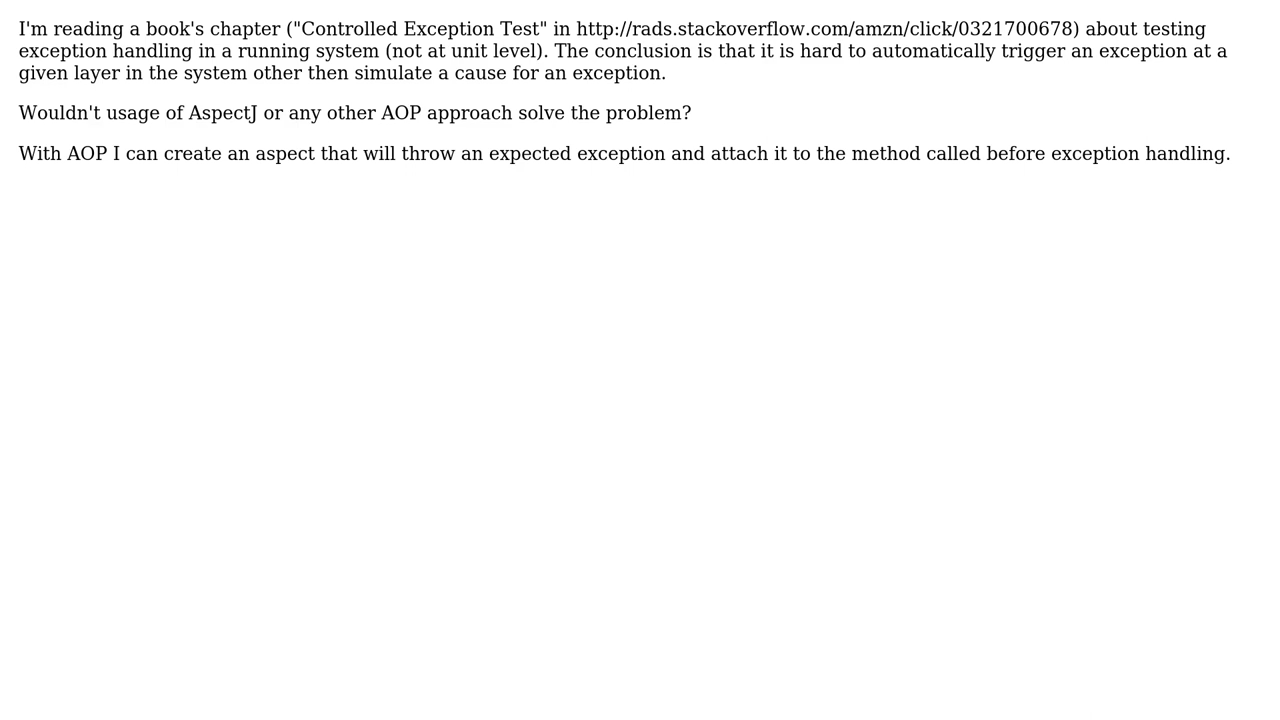 I'm reading a book's chapter ("Controlled Exception Test" in http://rads.stackoverflow.com/amzn/click/0321700678) about testing
exception handling in a running system (not at unit level). The conclusion is that it is hard to automatically trigger an exception at a
given layer in the system other then simulate a cause for an exception.
Wouldn't usage of AspectJ or any other AOP approach solve the problem?
With AOP I can create an aspect that will throw an expected exception and attach it to the method called before exception handling.